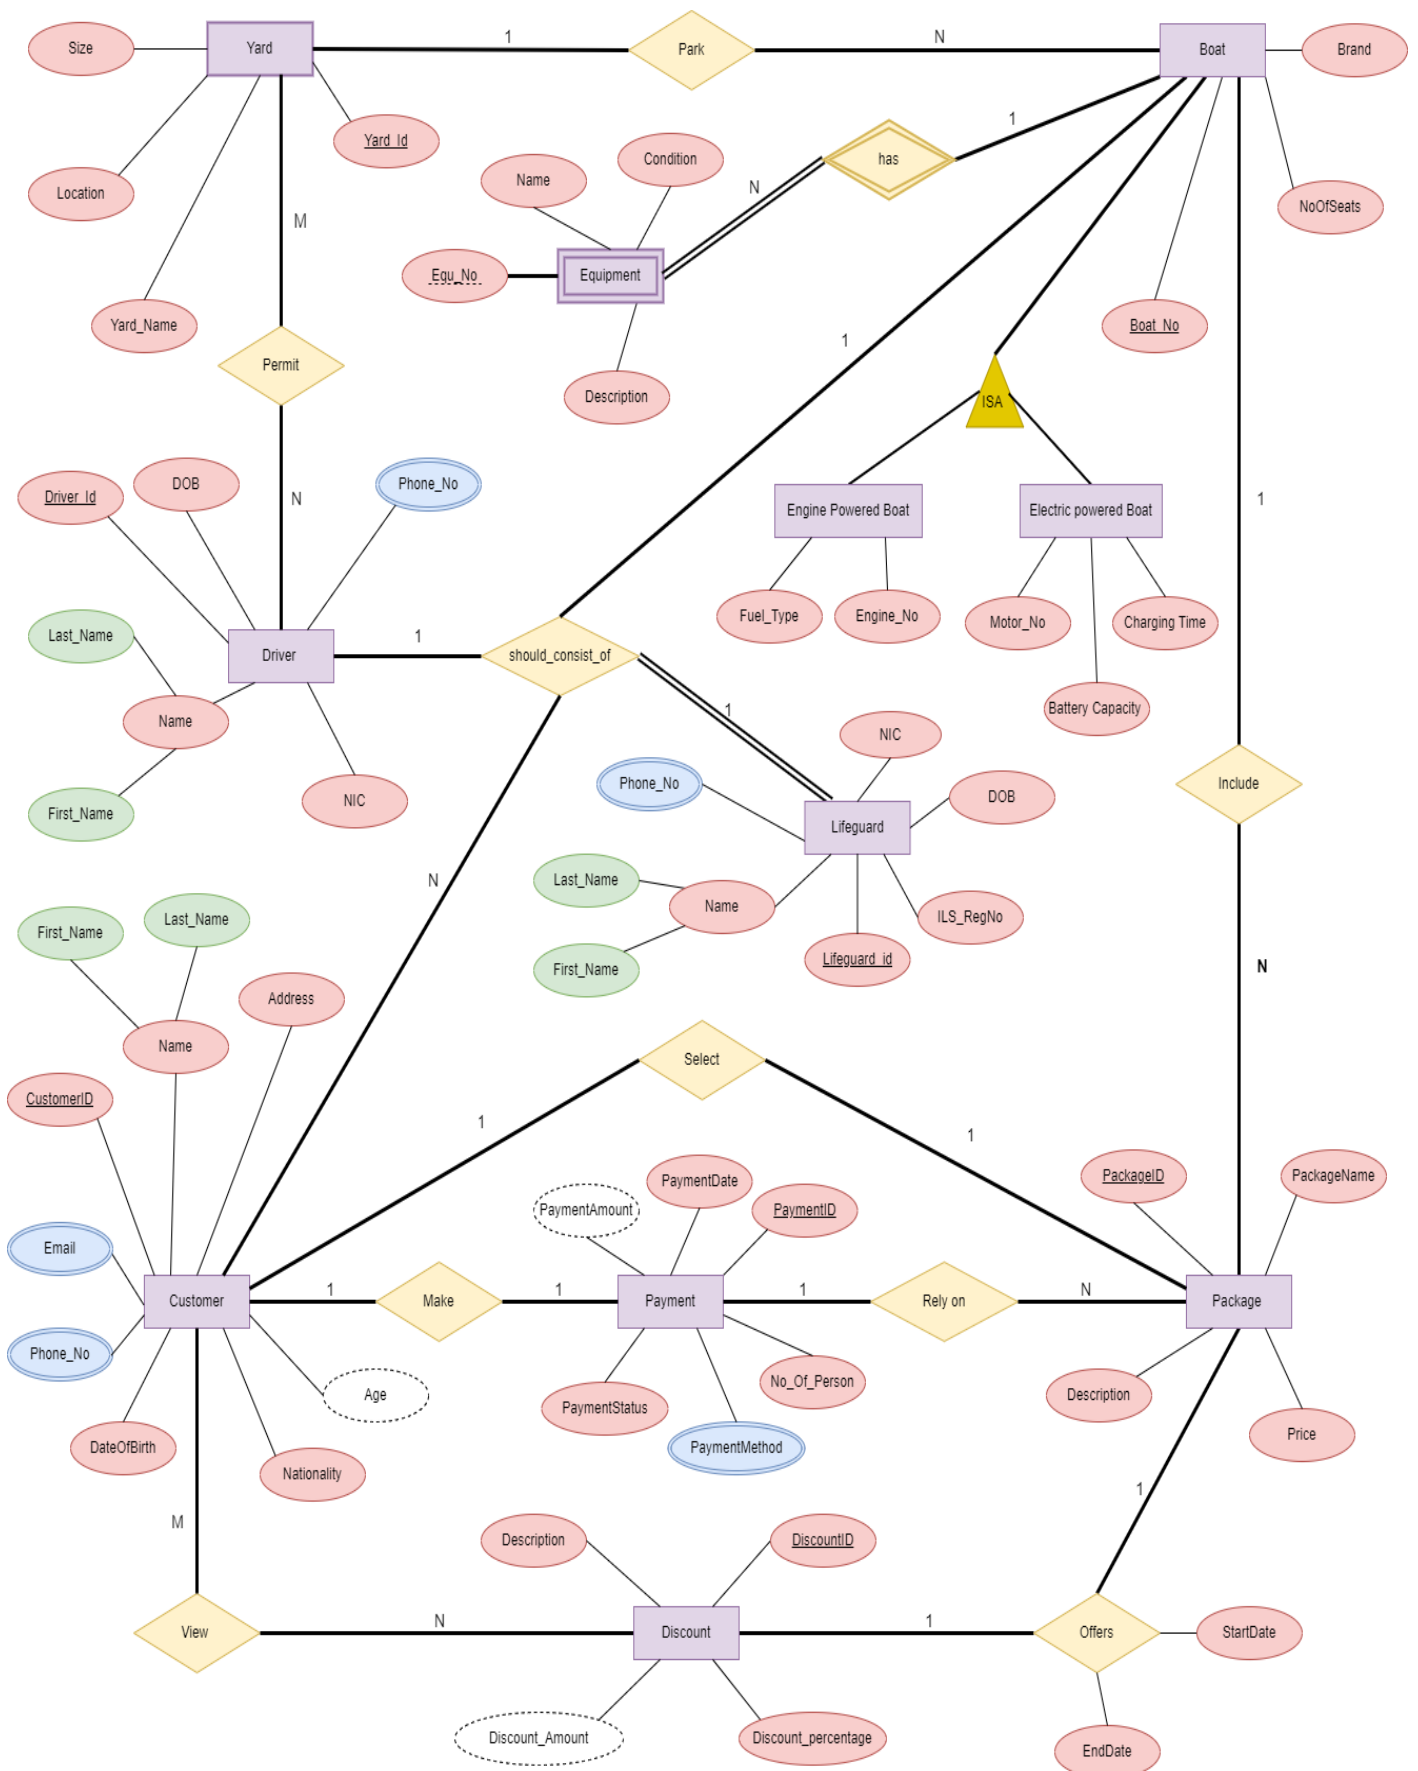 Size
Yard
1
Park
N
Boat
Brand
Yard_Id
Location
Name
Condition
1
has
N
NoOfSeats
M
Equ_No
Equipment
Yard_Name
Boat_No
Permit
1
Description
ISA
Driver_Id
DOB
Phone_No
N
1
Engine Powered Boat
Electric powered Boat
Fuel_Type
Engine_No
Motor_No
Charging Time
Last_Name
Driver
1
should_consist_of
Name
1
Battery Capacity
NIC
Phone_No
Include
First_Name
NIC
DOB
Lifeguard
Last_Name
N
Name
ILS_RegNo
First_Name
Last_Name
Lifeguard_id
First_Name
N
Address
Name
Select
CustomerID
1
1
PaymentDate
PackageID
PackageName
PaymentAmount
PaymentID
Email
Customer
1
Make
1
Payment
1
Rely on
N
Package
Phone_No
Age
No_Of_Person
Description
PaymentStatus
DateOfBirth
PaymentMethod
Price
Nationality
1
M
Description
DiscountID
View
N
Discount
1
Offers
StartDate
Discount_Amount
Discount_percentage
EndDate